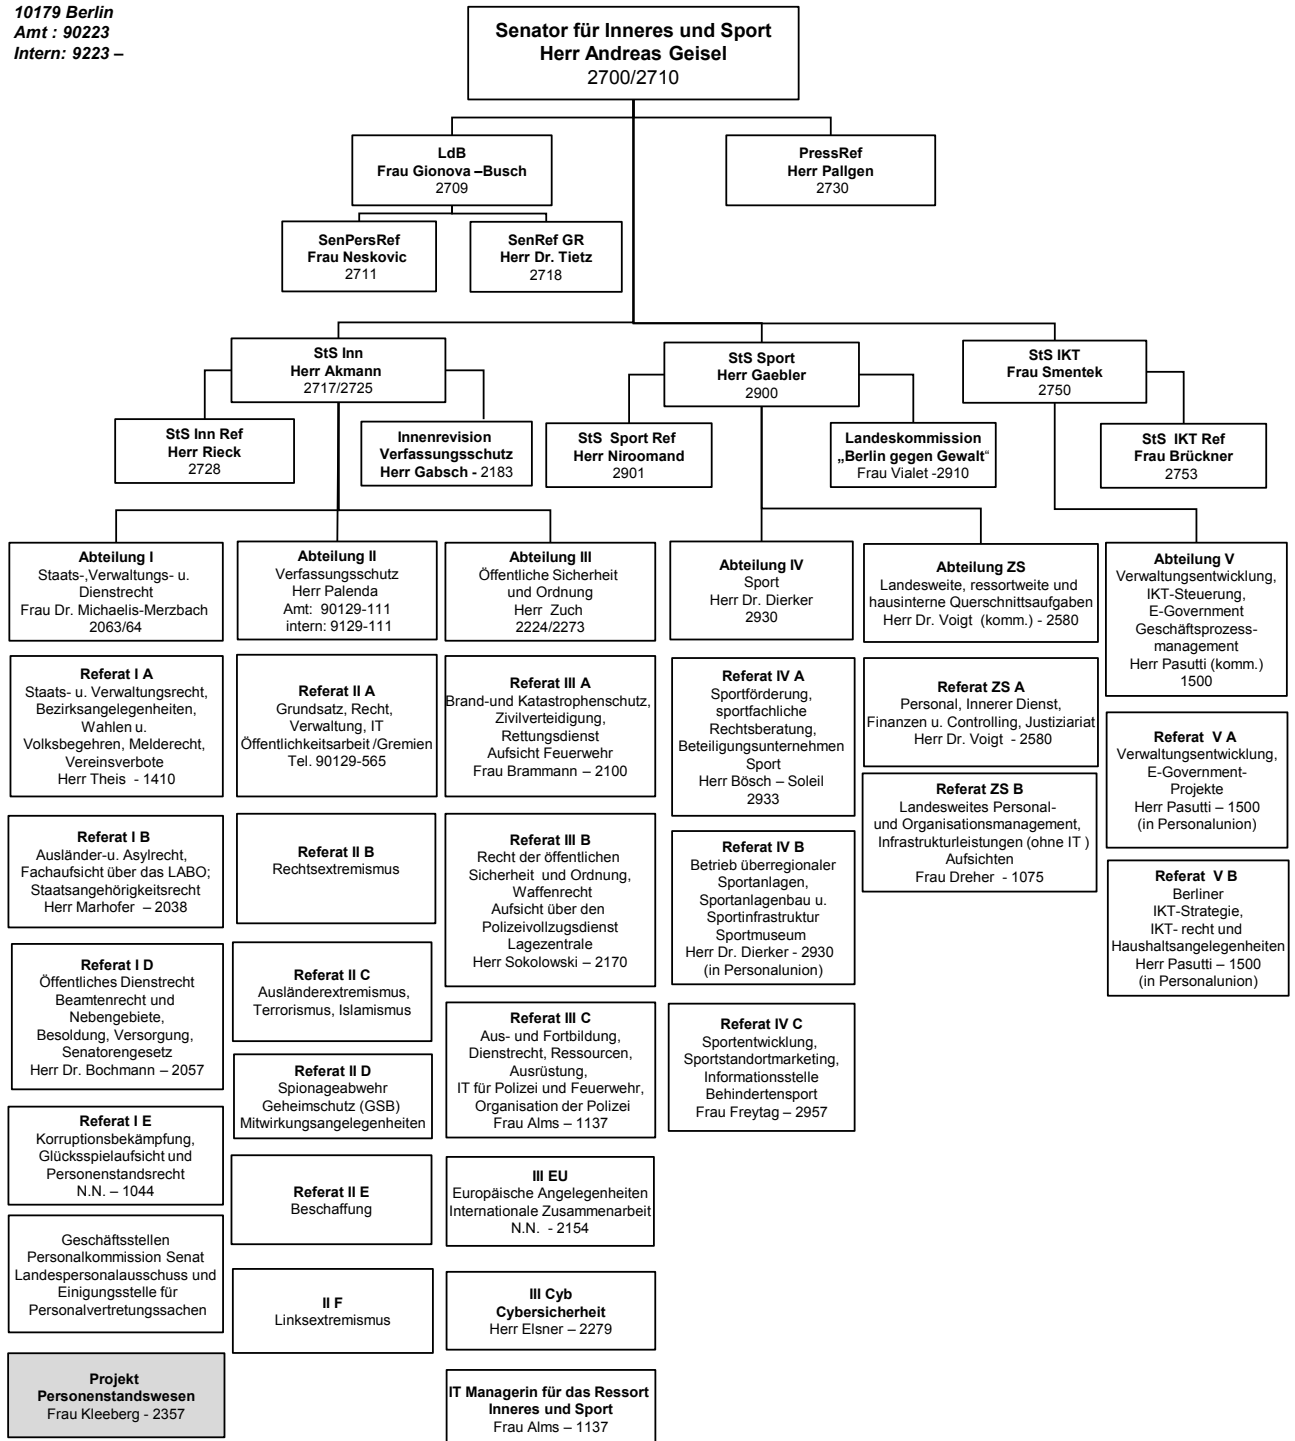 10179 Berlin
Amt : 90223
Intern: 9223 –
Senator für Inneres und Sport
Herr Andreas Geisel
2700/2710
LdB
Frau Gionova –Busch
2709
PressRef
Herr Pallgen
2730
SenPersRef
Frau Neskovic
2711
SenRef GR
Herr Dr. Tietz
2718
StS Inn
Herr Akmann
2717/2725
StS Sport
Herr Gaebler
2900
StS IKT
Frau Smentek
2750
StS Inn Ref
Herr Rieck
2728
Innenrevision
Verfassungsschutz
Herr Gabsch - 2183
StS Sport Ref
Herr Niroomand
2901
Landeskommission
„Berlin gegen Gewalt“
Frau Vialet -2910
StS IKT Ref
Frau Brückner
2753
Abteilung I
Staats-,Verwaltungs- u.
Dienstrecht
Frau Dr. Michaelis-Merzbach
2063/64
Abteilung II
Verfassungsschutz
Herr Palenda
Amt: 90129-111
intern: 9129-111
Abteilung III
Öffentliche Sicherheit
und Ordnung
Herr Zuch
2224/2273
Abteilung IV
Sport
Herr Dr. Dierker
2930
Abteilung ZS
Landesweite, ressortweite und
hausinterne Querschnittsaufgaben
Herr Dr. Voigt (komm.) - 2580
Abteilung V
Verwaltungsentwicklung,
IKT-Steuerung,
E-Government
Geschäftsprozess-
management
Herr Pasutti (komm.)
1500
Referat I A
Staats- u. Verwaltungsrecht,
Bezirksangelegenheiten,
Wahlen u.
Volksbegehren, Melderecht,
Vereinsverbote
Herr Theis - 1410
Referat II A
Grundsatz, Recht,
Verwaltung, IT
Öffentlichkeitsarbeit /Gremien
Tel. 90129-565
Referat III A
Brand-und Katastrophenschutz,
Zivilverteidigung,
Rettungsdienst
Aufsicht Feuerwehr
Frau Brammann – 2100
Referat IV A
Sportförderung,
sportfachliche
Rechtsberatung,
Beteiligungsunternehmen
Sport
Herr Bösch – Soleil
2933
Referat ZS A
Personal, Innerer Dienst,
Finanzen u. Controlling, Justiziariat
Herr Dr. Voigt - 2580
Referat V A
Verwaltungsentwicklung,
E-Government-
Projekte
Herr Pasutti – 1500
(in Personalunion)
Referat ZS B
Landesweites Personal-
und Organisationsmanagement,
Infrastrukturleistungen (ohne IT )
Aufsichten
Frau Dreher - 1075
Referat I B
Ausländer-u. Asylrecht,
Fachaufsicht über das LABO;
Staatsangehörigkeitsrecht
Herr Marhofer – 2038
Referat II B
Rechtsextremismus
Referat III B
Recht der öffentlichen
Sicherheit und Ordnung,
Waffenrecht
Aufsicht über den
Polizeivollzugsdienst
Lagezentrale
Herr Sokolowski – 2170
Referat IV B
Betrieb überregionaler
Sportanlagen,
Sportanlagenbau u.
Sportinfrastruktur
Sportmuseum
Herr Dr. Dierker - 2930
(in Personalunion)
Referat V B
Berliner
IKT-Strategie,
IKT- recht und
Haushaltsangelegenheiten
Herr Pasutti – 1500
(in Personalunion)
Referat I D
Öffentliches Dienstrecht
Beamtenrecht und
Nebengebiete,
Besoldung, Versorgung,
Senatorengesetz
Herr Dr. Bochmann – 2057
Referat II C
Ausländerextremismus,
Terrorismus, Islamismus
Referat III C
Aus- und Fortbildung,
Dienstrecht, Ressourcen,
Ausrüstung,
IT für Polizei und Feuerwehr,
Organisation der Polizei
Frau Alms – 1137
Referat IV C
Sportentwicklung,
Sportstandortmarketing,
Informationsstelle
Behindertensport
Frau Freytag – 2957
Referat II D
Spionageabwehr
Geheimschutz (GSB)
Mitwirkungsangelegenheiten
Referat I E
Korruptionsbekämpfung,
Glücksspielaufsicht und
Personenstandsrecht
N.N. – 1044
Referat II E
Beschaffung
III EU
Europäische Angelegenheiten
Internationale Zusammenarbeit
N.N. - 2154
Geschäftsstellen
Personalkommission Senat
Landespersonalausschuss und
Einigungsstelle für
Personalvertretungssachen
II F
Linksextremismus
III Cyb
Cybersicherheit
Herr Elsner – 2279
Projekt
Personenstandswesen
Frau Kleeberg - 2357
IT Managerin für das Ressort
Inneres und Sport
Frau Alms – 1137